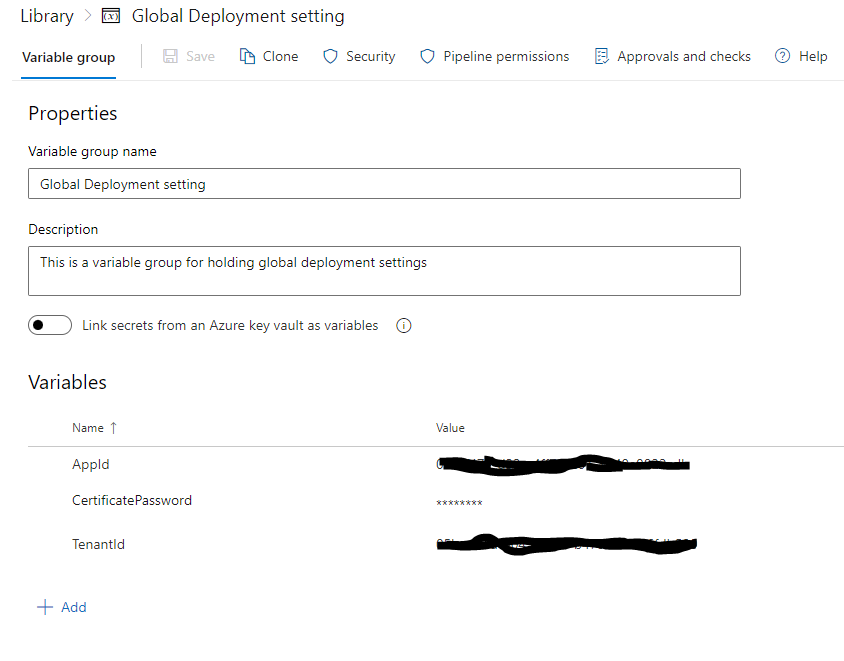 Library > Global Deployment setting
Variable group Save Clone Security Pipeline permissions Approvals and checks Help
Properties
Variable group name
Global Deployment setting
Description
This is a variable group for holding global deployment settings
Link secrets from an Azure key vault as variables
Variables
Name ↑ Value
AppId
CertificatePassword ********
TenantId
+ Add